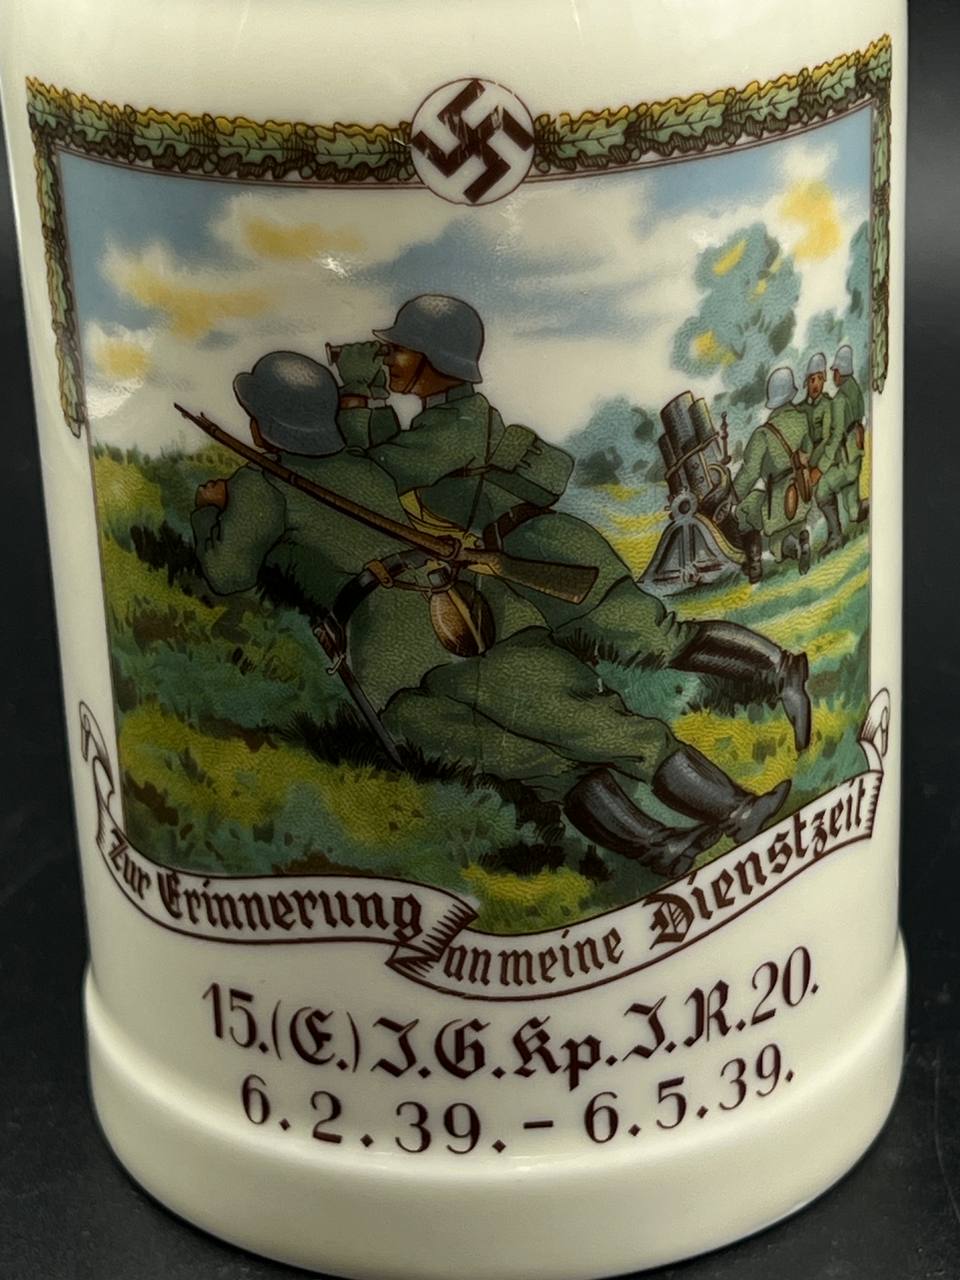 Zur Erinnerung an meine Dienstzeit
15.(E.) I.G.Kp.I.R.20.
6.2.39.-6.5.39.